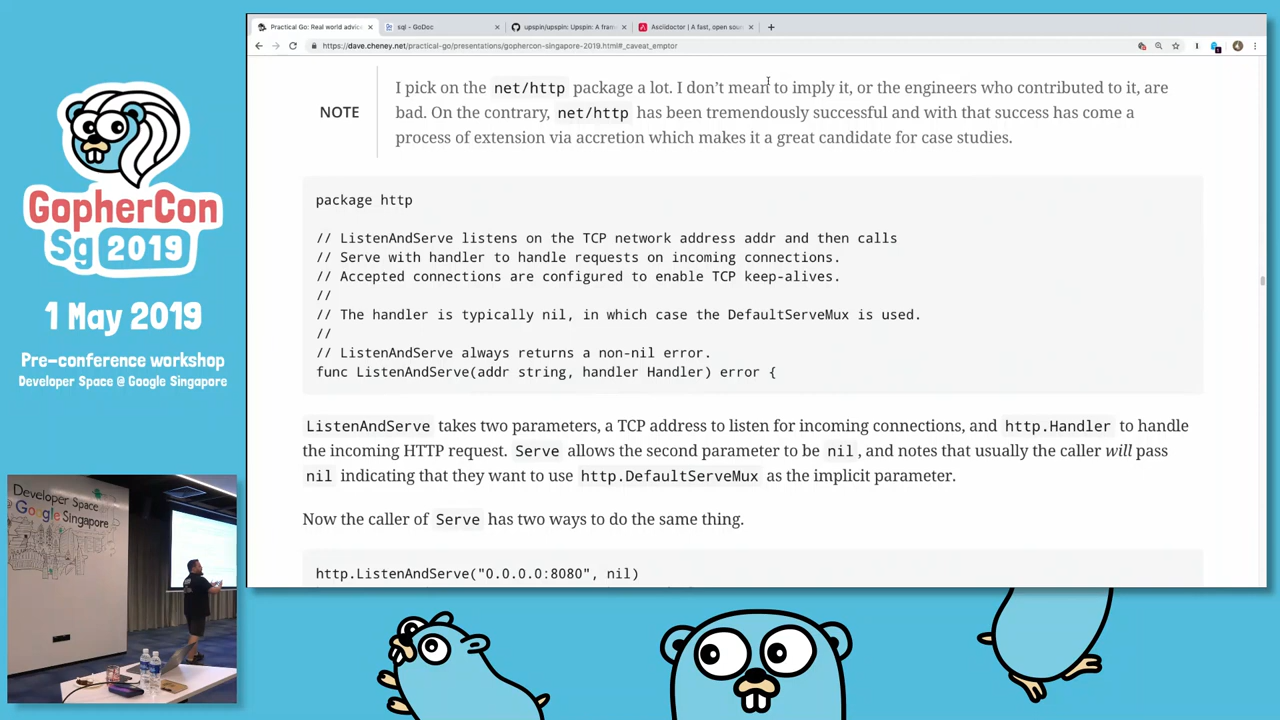 Practical Go: Real world advic
sql - GoDoc
upspin/upspin: Upspin: A fram
Asciidoctor | A fast, open sour
https://dave.cheney.net/practical-go/presentations/gophercon-singapore-2019.html#_caveat_emptor
I pick on the net/http package a lot. I don't mean to imply it, or the engineers who contributed to it, are
NOTE
bad. On the contrary, net/http has been tremendously successful and with that success has come a
process of extension via accretion which makes it a great candidate for case studies.
package http
// ListenAndServe listens on the TCP network address addr and then calls
// Serve with handler to handle requests on incoming connections.
// Accepted connections are configured to enable TCP keep-alives.
//
// The handler is typically nil, in which case the DefaultServeMux is used.
//
// ListenAndServe always returns a non-nil error.
func ListenAndServe(addr string, handler Handler) error {
ListenAndServe takes two parameters, a TCP address to listen for incoming connections, and http.Handler to handle
the incoming HTTP request. Serve allows the second parameter to be nil, and notes that usually the caller will pass
nil indicating that they want to use http.DefaultServeMux as the implicit parameter.
Now the caller of Serve has two ways to do the same thing.
http.ListenAndServe("0.0.0.0:8080", nil)
GopherCon
Sg 2019
1 May 2019
Pre-conference workshop
Developer Space @ Google Singapore
Developer Space
@ Google Singapore